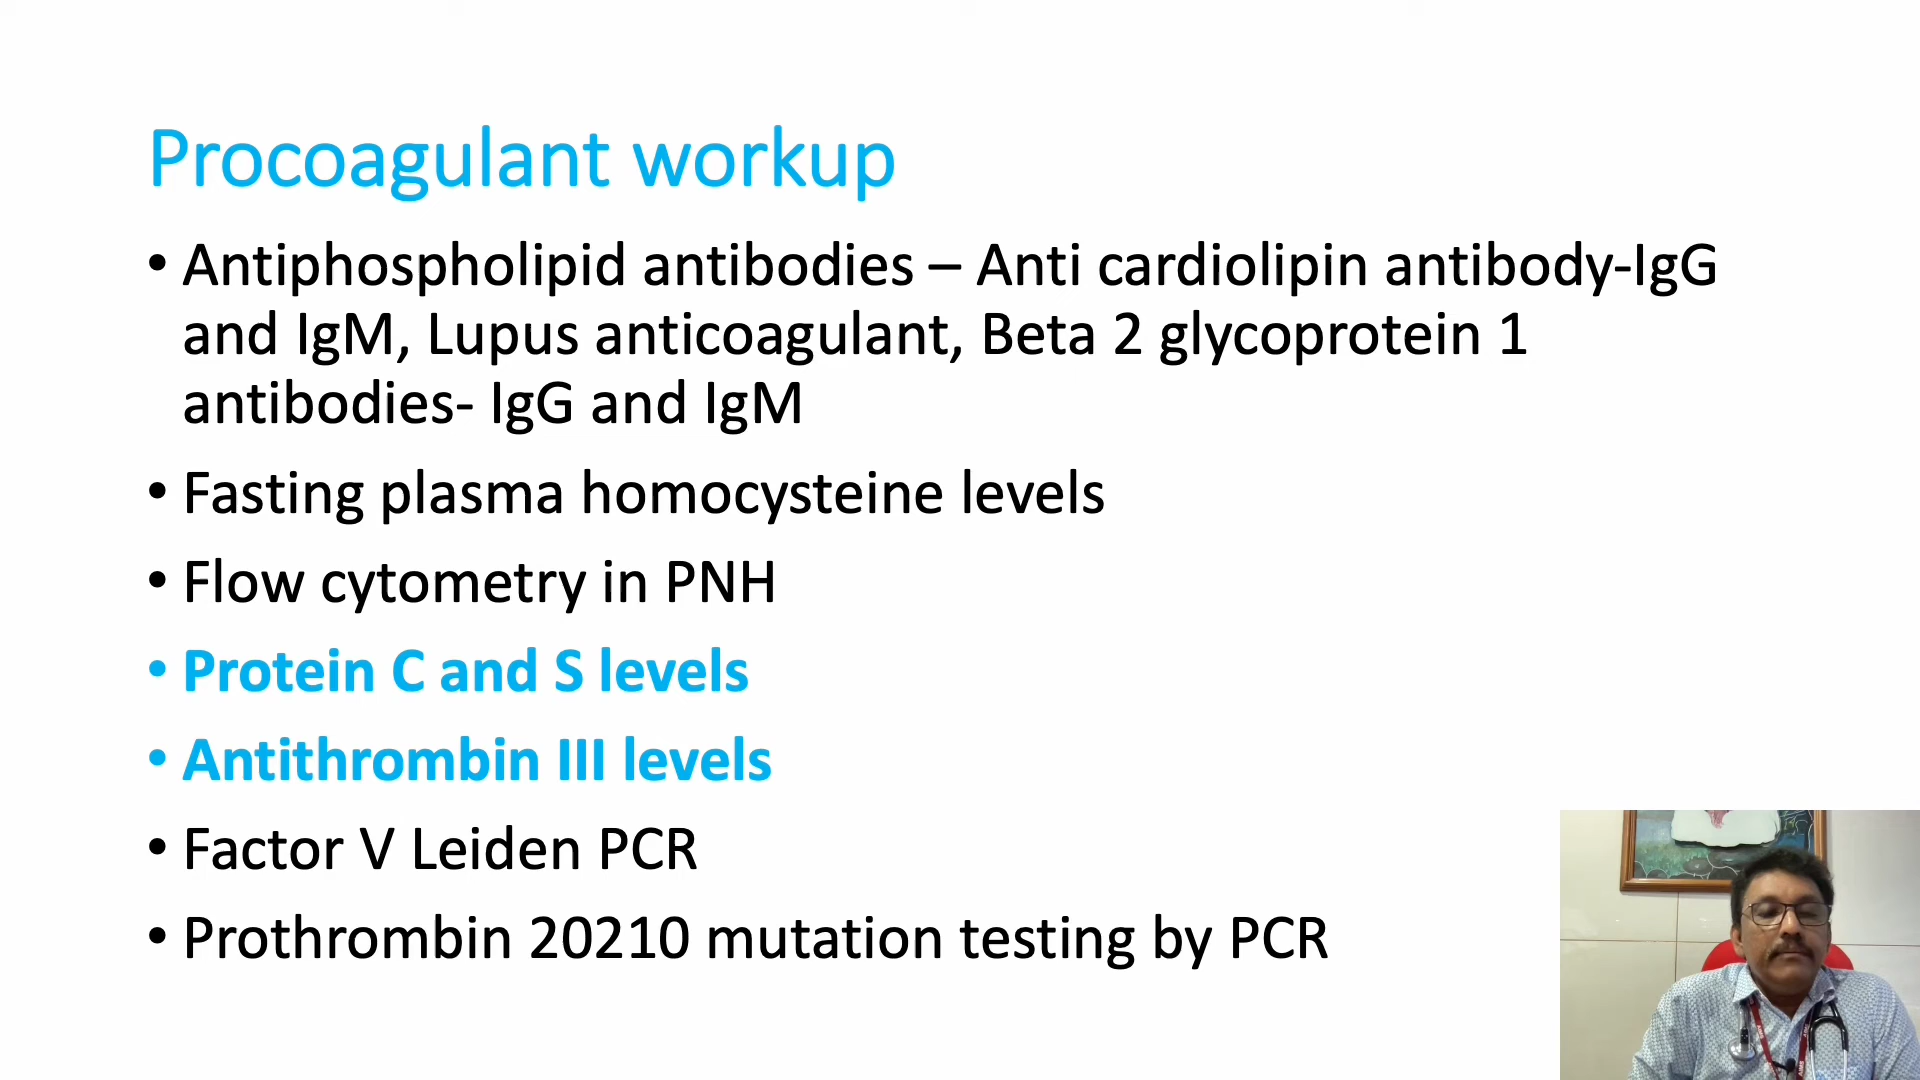 Procoagulant workup
• Antiphospholipid antibodies – Anti cardiolipin antibody-IgG
and IgM, Lupus anticoagulant, Beta 2 glycoprotein 1
antibodies- IgG and IgM
• Fasting plasma homocysteine levels
• Flow cytometry in PNH
• Protein C and S levels
• Antithrombin III levels
• Factor V Leiden PCR
• Prothrombin 20210 mutation testing by PCR